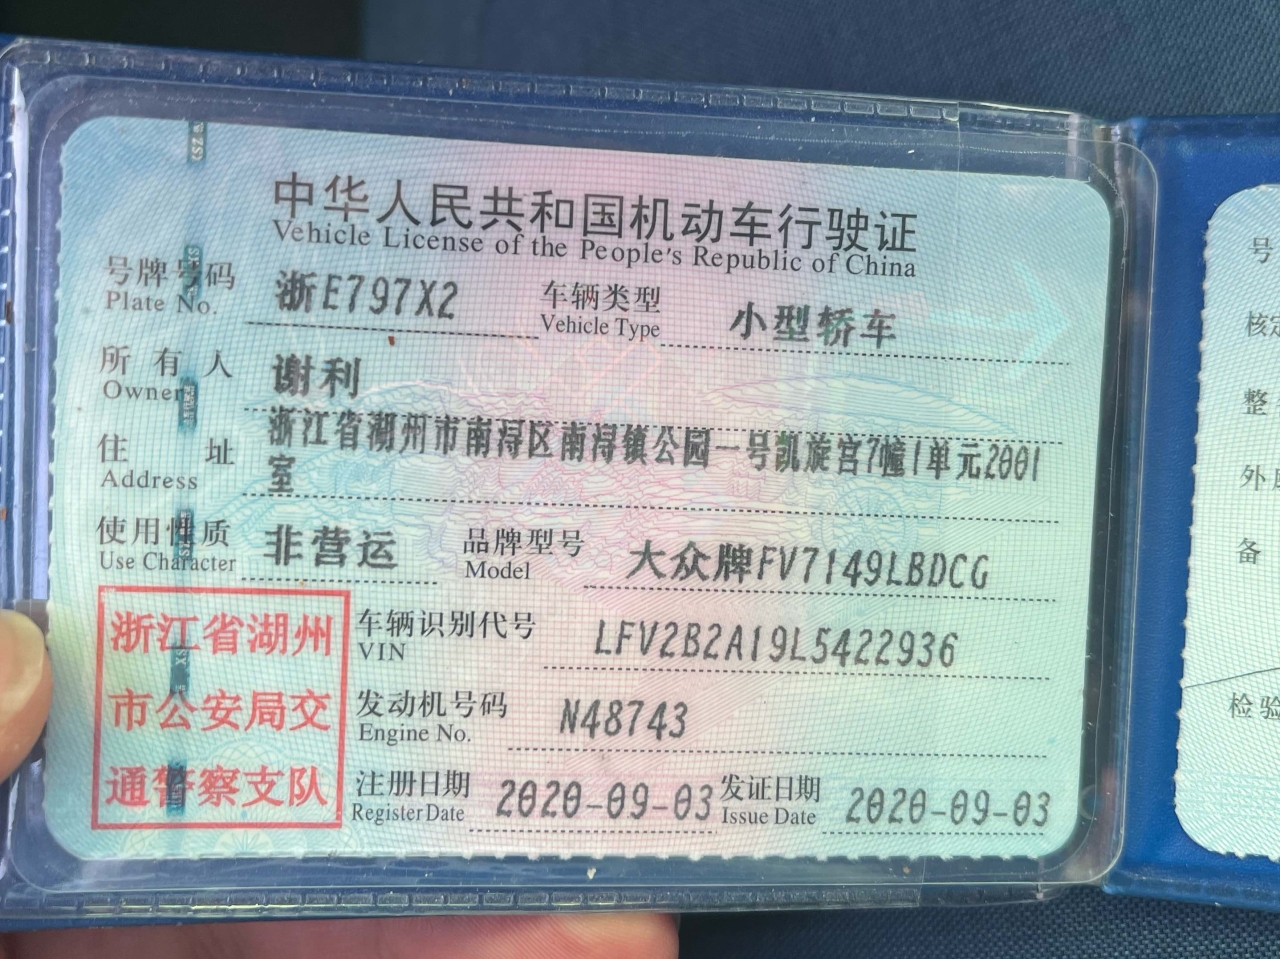 中华人民共和国机动车行驶证
Vehicle License of the People's Republic of China
号牌号码 浙E797X2 车辆类型 小型轿车
Plate No. Vehicle Type
所有人 谢利
Owner
住址 浙江省湖州市南浔区南浔镇公园一号凯旋宫7幢1单元2001
Address 室
使用性质 非营运 品牌型号 大众牌FV7149LBDCG
Use Character Model
浙江省湖州
市公安局交
通警察支队
车辆识别代号 LFV2B2A19L5422936
VIN
发动机号码 N48743
Engine No.
注册日期 2020-09-03 发证日期 2020-09-03
Register Date Issue Date
号
核定
整
外
备
检验